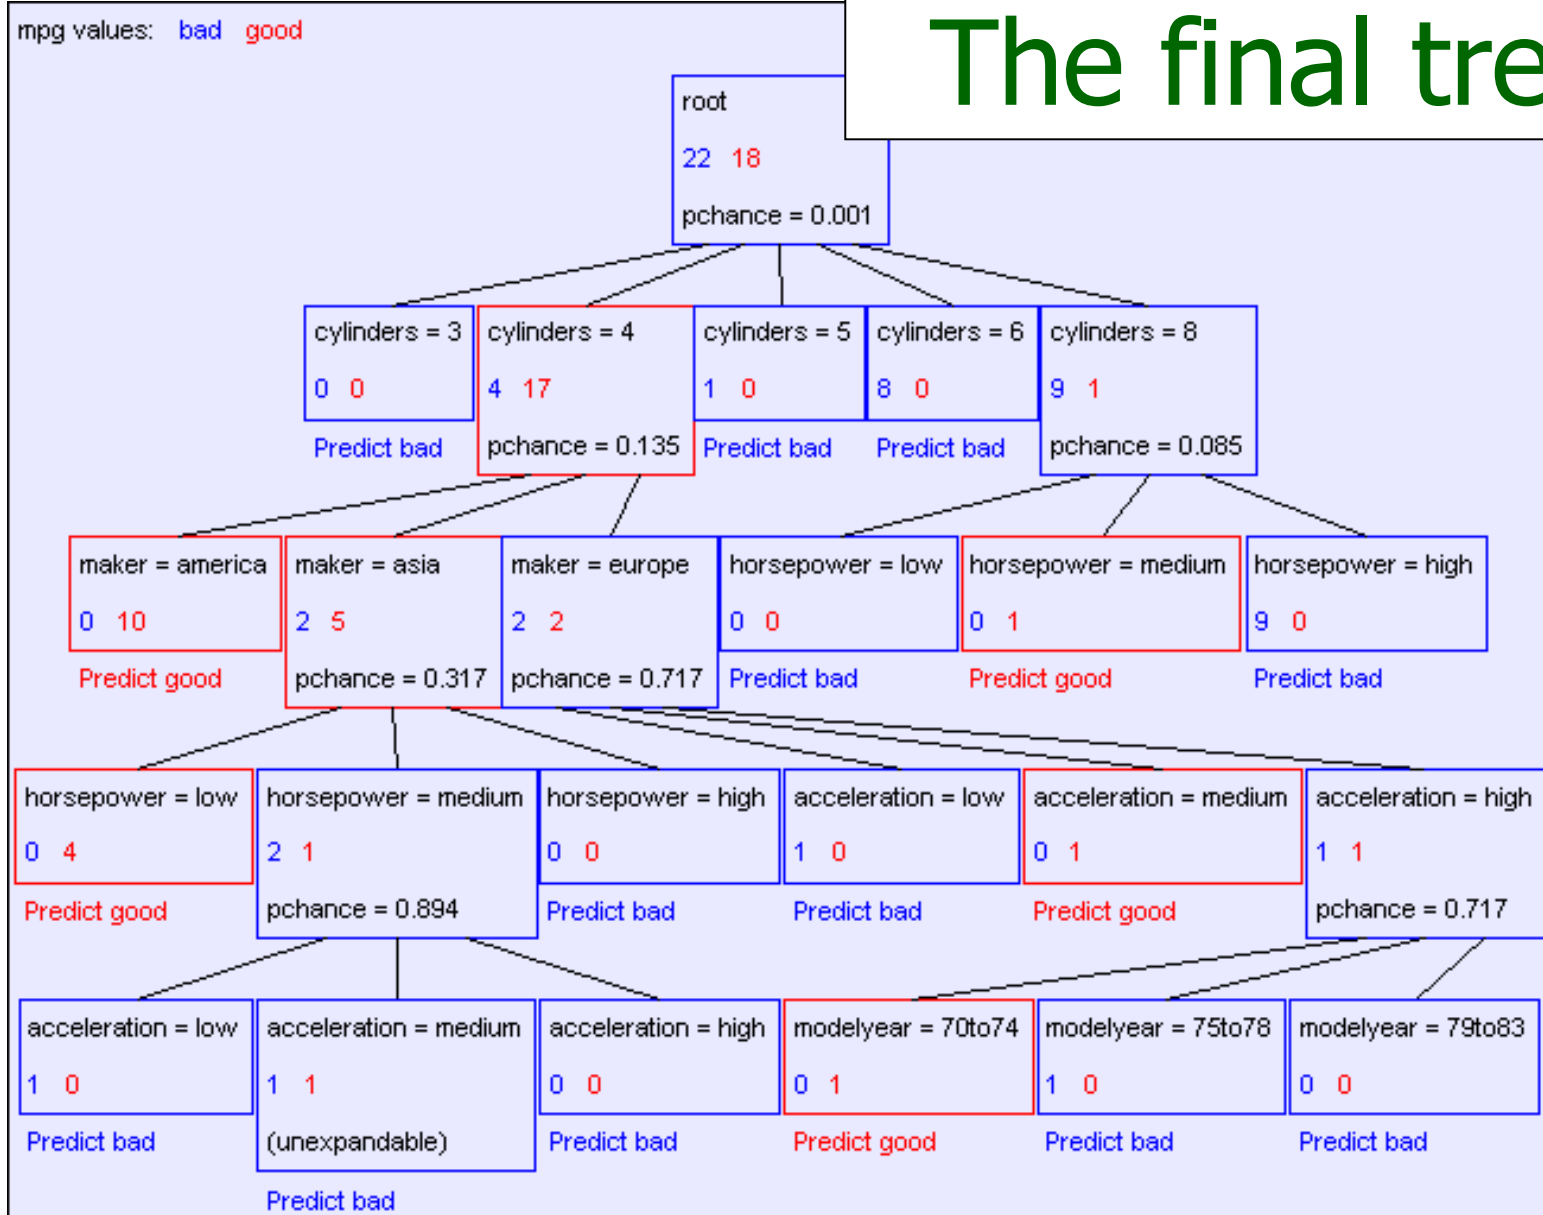 The final tre
mpg values: bad good
root
22 18
pchance = 0.001
cylinders = 3
0 0
Predict bad
cylinders = 4
4 17
pchance = 0.135
cylinders = 5
1 0
Predict bad
cylinders = 6
8 0
Predict bad
cylinders = 8
9 1
pchance = 0.085
maker = america
0 10
Predict good
maker = asia
2 5
pchance = 0.317
maker = europe
2 2
pchance = 0.717
horsepower = low
0 0
Predict bad
horsepower = medium
0 1
Predict good
horsepower = high
9 0
Predict bad
horsepower = low
0 4
Predict good
horsepower = medium
2 1
pchance = 0.894
horsepower = high
0 0
Predict bad
acceleration = low
1 0
Predict bad
acceleration = medium
0 1
Predict good
acceleration = high
1 1
pchance = 0.717
acceleration = low
1 0
Predict bad
acceleration = medium
1 1
(unexpandable)
Predict bad
acceleration = high
0 0
Predict bad
modelyear = 70to74
0 1
Predict good
modelyear = 75to78
1 0
Predict bad
modelyear = 79to83
0 0
Predict bad